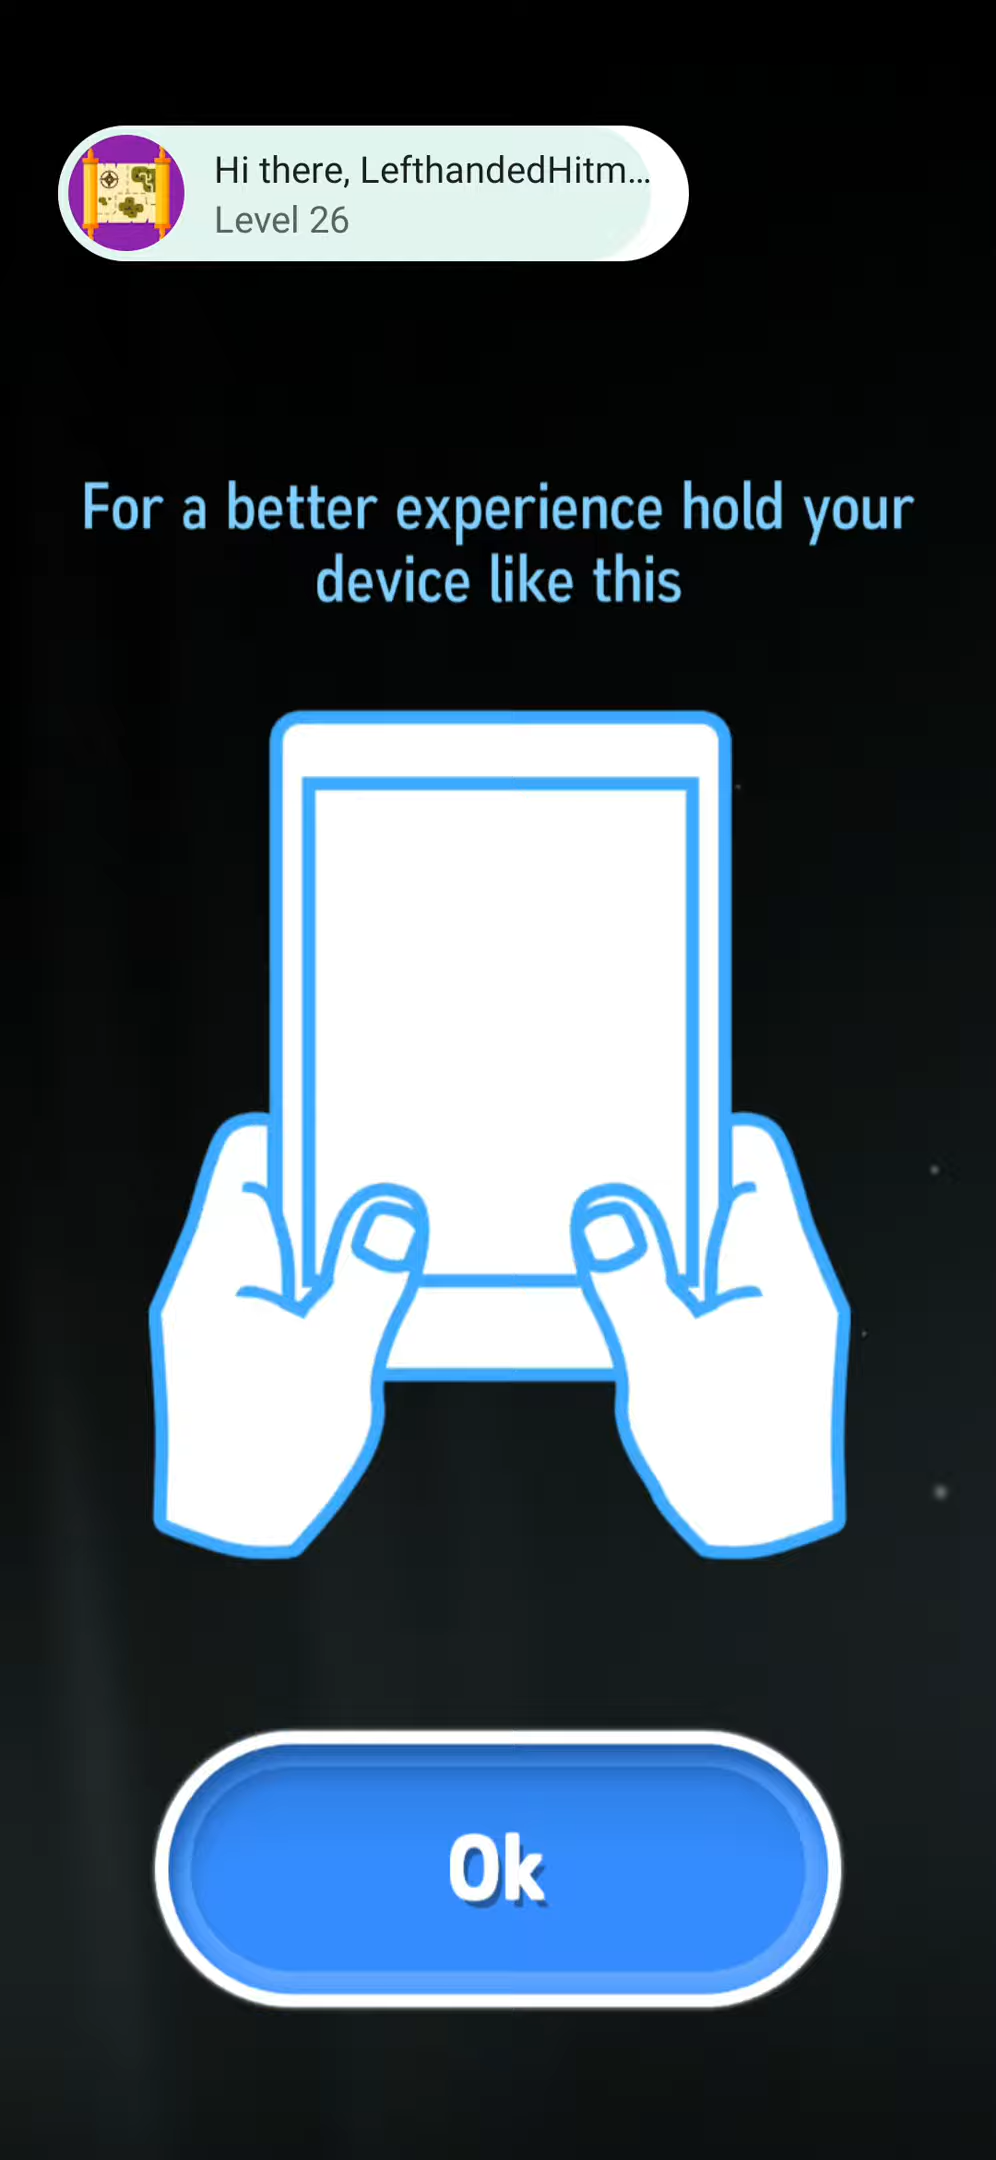 Hi there, LefthandedHitm...
Level 26
For a better experience hold your
device like this
Ok